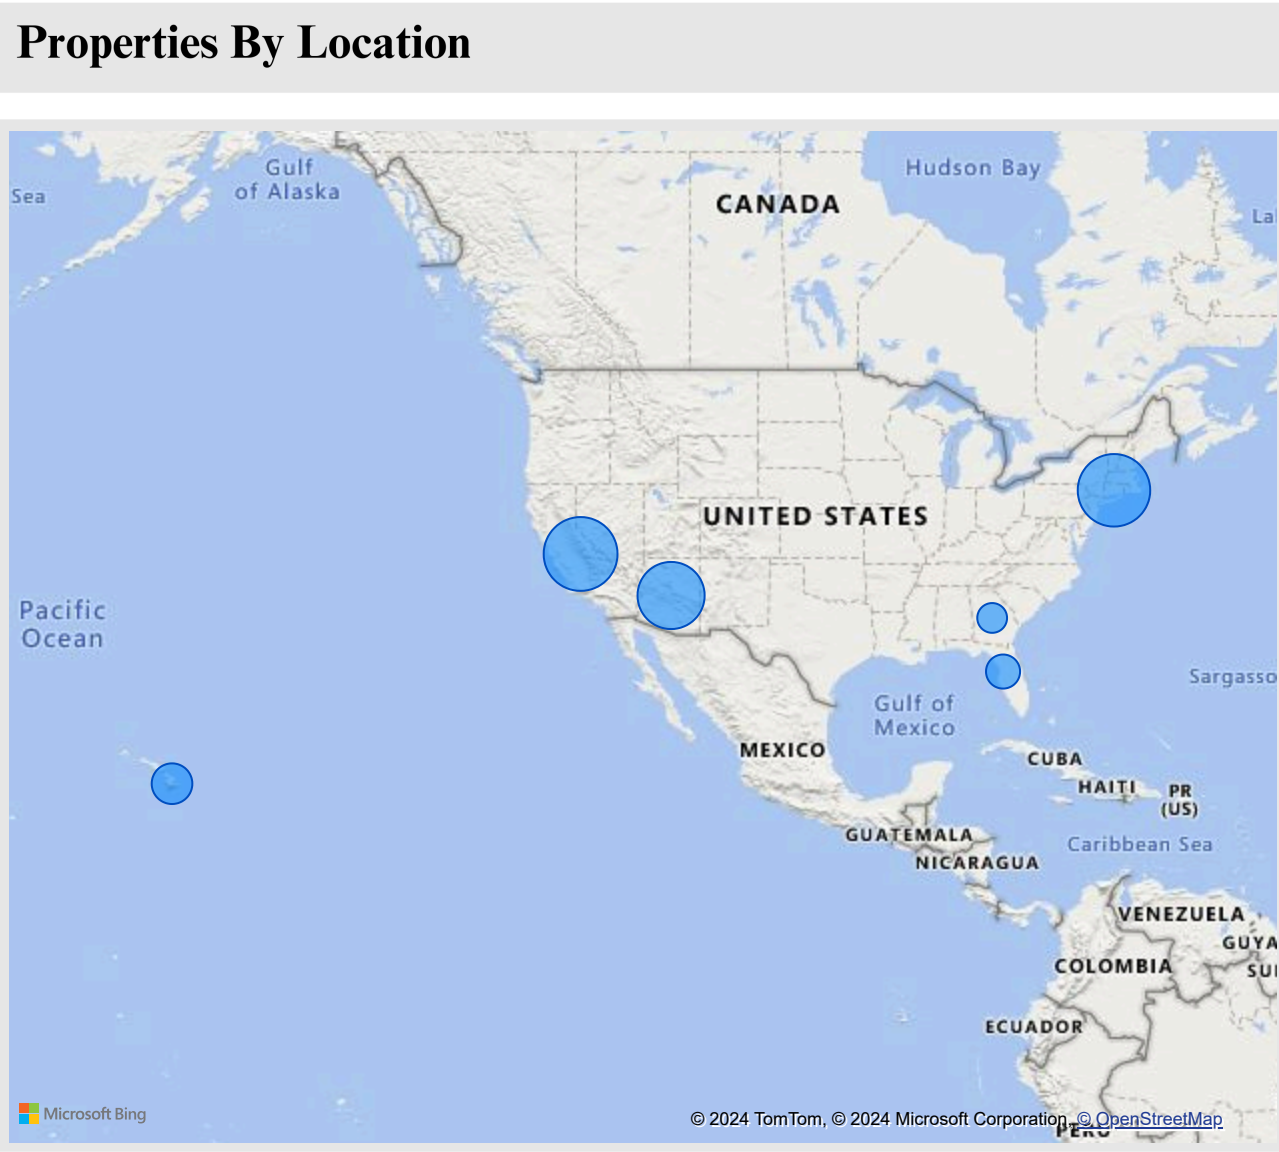 Properties By Location
Gulf
of Alaska
Hudson Bay
Sea
CANADA
UNITED STATES
Pacific
Ocean
Sargasso
Gulf of
Mexico
MEXICO
CUBA
HAITI
PR
(US)
GUATEMALA
Caribbean Sea
NICARAGUA
VENEZUELA
GUYA
COLOMBIA
ECUADOR
Microsoft Bing
© 2024 TomTom, © 2024 Microsoft Corporation, © OpenStreetMap
PERU